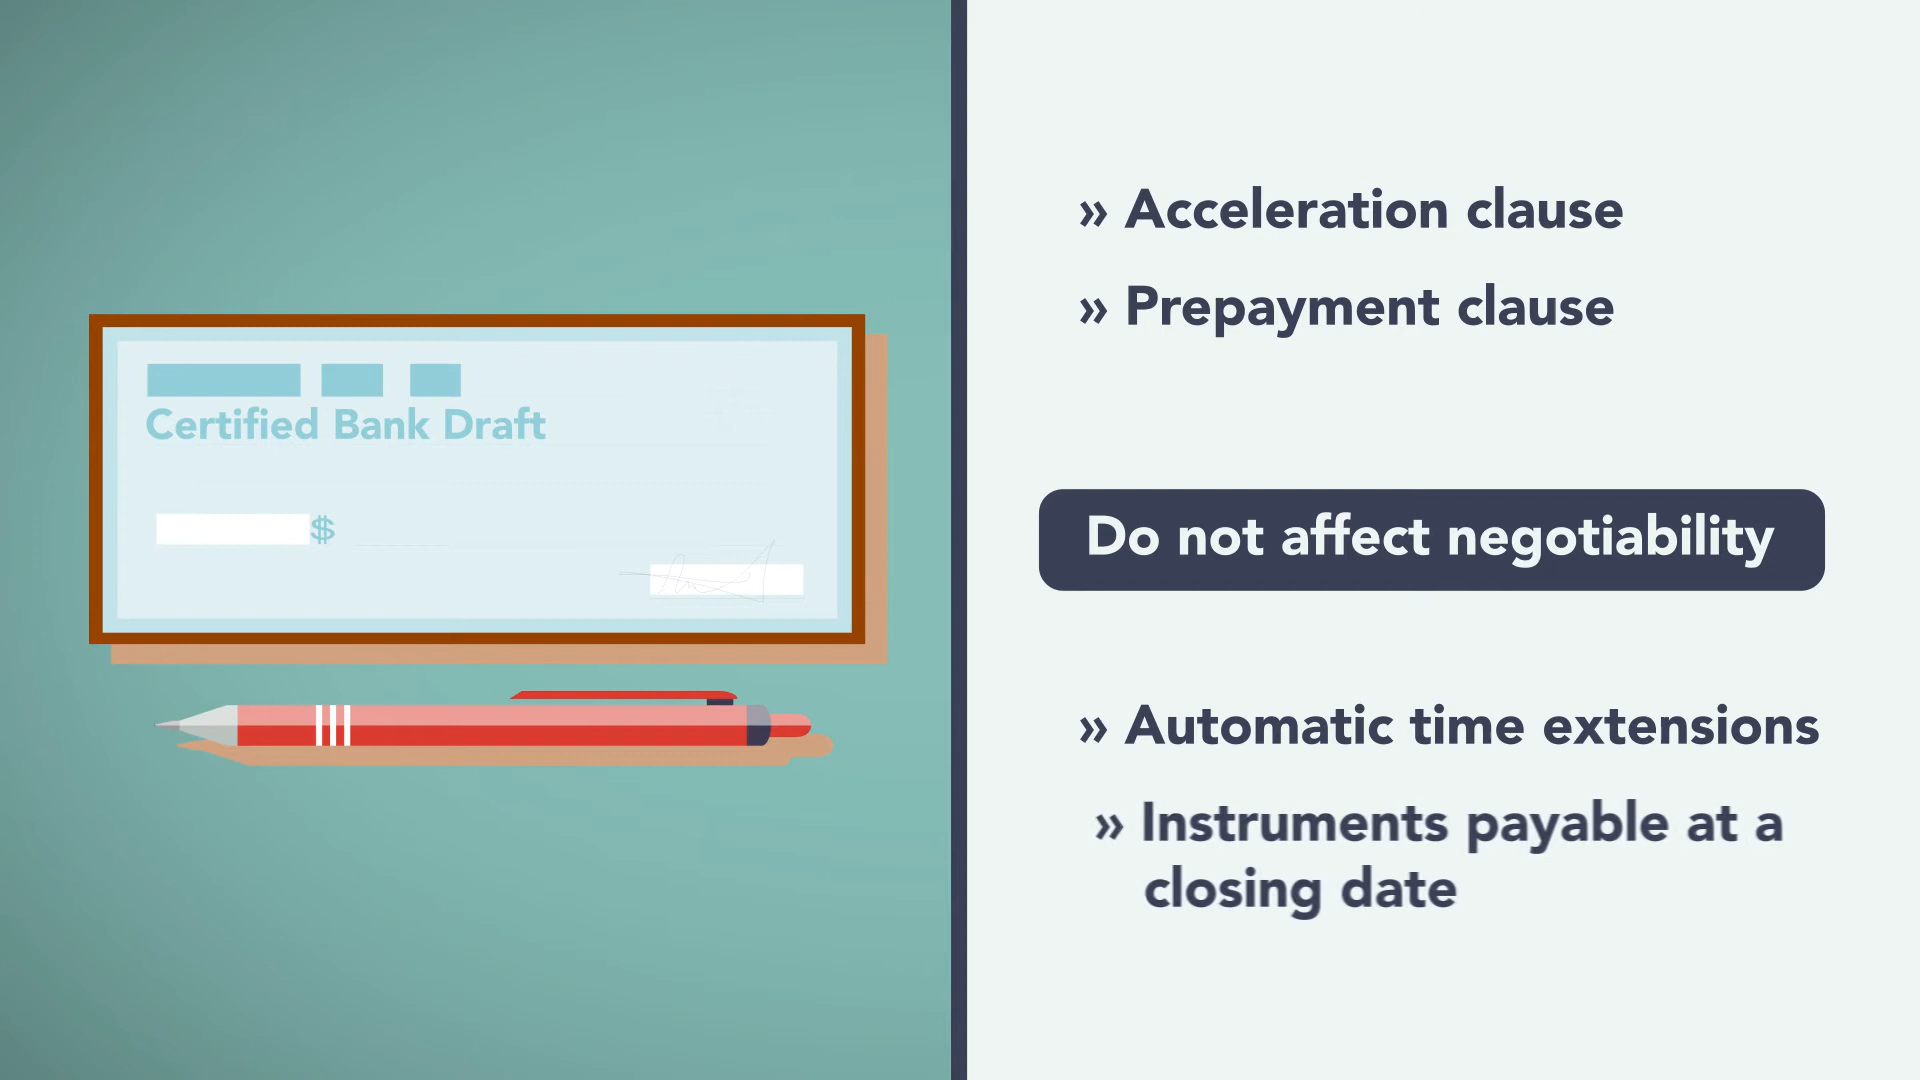 Certified Bank Draft
$
» Acceleration clause
» Prepayment clause
Do not affect negotiability
» Automatic time extensions
» Instruments payable at a
closing date